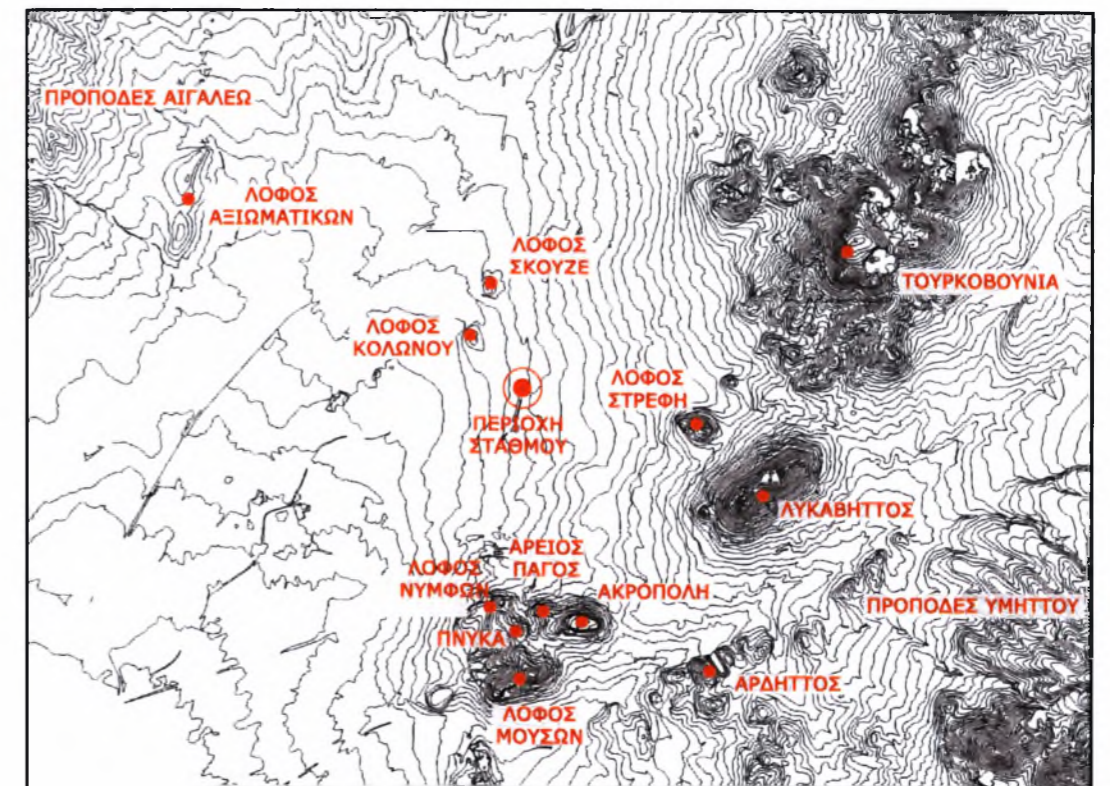 ΠΡΟΠΟΔΕΣ ΑΙΓΑΛΕΩ
ΛΟΦΟΣ
ΑΞΙΩΜΑΤΙΚΩΝ
ΛΟΦΟΣ
ΣΚΟΥΖΕ
ΤΟΥΡΚΟΒΟΥΝΙΑ
ΛΟΦΟΣ
ΚΟΛΩΝΟΥ
ΛΟΦΟΣ
ΣΤΡΕΦΗ
ΠΕΡΙΟΧΗ
ΣΤΑΘΜΟΥ
ΛΥΚΑΒΗΤΤΟΣ
ΑΡΕΙΟΣ
ΠΑΓΟΣ
ΛΟΦΟΣ
ΝΥΜΦΩΝ
ΑΚΡΟΠΟΛΗ
ΠΡΟΠΟΔΕΣ ΥΜΗΤΤΟΥ
ΠΝΥΚΑ
ΑΡΔΗΤΤΟΣ
ΛΟΦΟΣ
ΜΟΥΣΩΝ